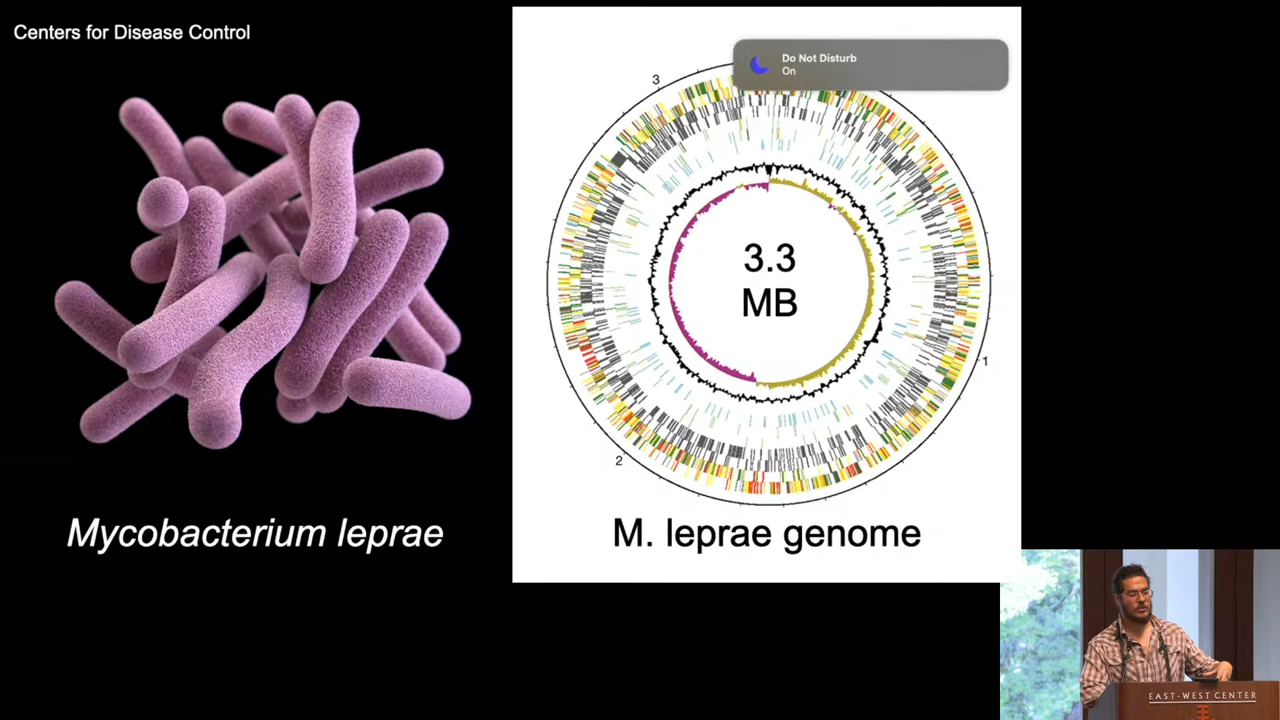 Centers for Disease Control
Do Not Disturb
On
3
3.3
MB
1
2
Mycobacterium leprae
M. leprae genome
EAST-WEST CENTER